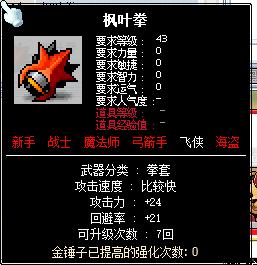 枫叶拳
要求等级： 43
要求力量： -
要求敏捷： -
要求智力： -
要求运气： -
要求人气度： -
道具等级： -
道具经验值： -
新手 战士 魔法师 弓箭手 飞侠 海盗
武器分类 ： 拳套
攻击速度 ： 比较快
攻击力 ： +24
回避率 ： +21
可升级次数 ： 7回
金锤子已提高的强化次数: 0